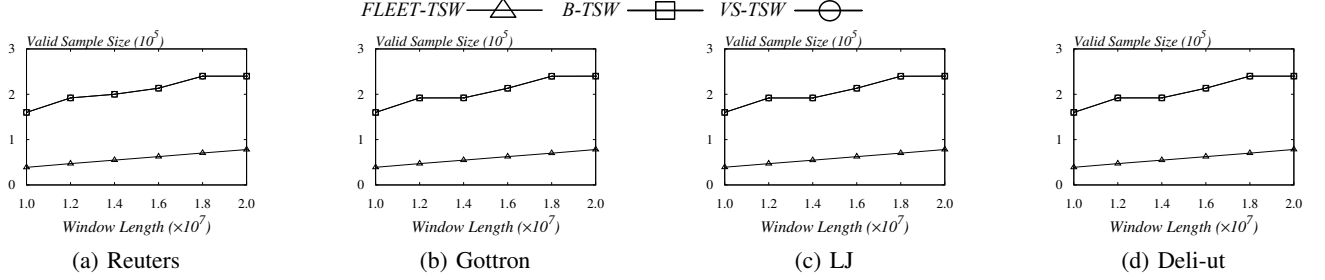 FLEET-TSW B-TSW VS-TSW
Valid Sample Size (10^5) Valid Sample Size (10^5) Valid Sample Size (10^5) Valid Sample Size (10^5)
3 3 3 3
2 2 2 2
1 1 1 1
0 0 0 0
1.0 1.2 1.4 1.6 1.8 2.0 1.0 1.2 1.4 1.6 1.8 2.0 1.0 1.2 1.4 1.6 1.8 2.0 1.0 1.2 1.4 1.6 1.8 2.0
Window Length (×10^7) Window Length (×10^7) Window Length (×10^7) Window Length (×10^7)
(a) Reuters (b) Gottron (c) LJ (d) Deli-ut